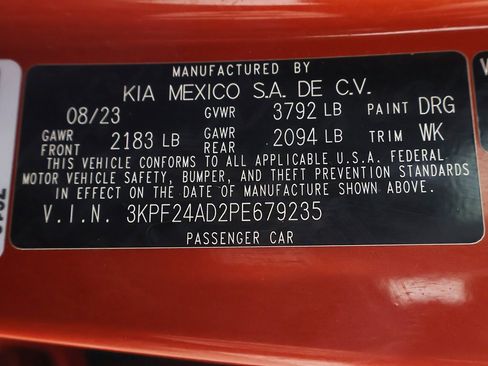 MANUFACTURED BY
KIA MEXICO S.A. DE C.V.
08/23 GVWR 3792 LB PAINT DRG
GAWR FRONT 2183 LB GAWR REAR 2094 LB TRIM WK
THIS VEHICLE CONFORMS TO ALL APPLICABLE U.S.A. FEDERAL
MOTOR VEHICLE SAFETY, BUMPER, AND THEFT PREVENTION STANDARDS
IN EFFECT ON THE DATE OF MANUFACTURE SHOWN ABOVE.
V.I.N. 3KPF24AD2PE679235
PASSENGER CAR